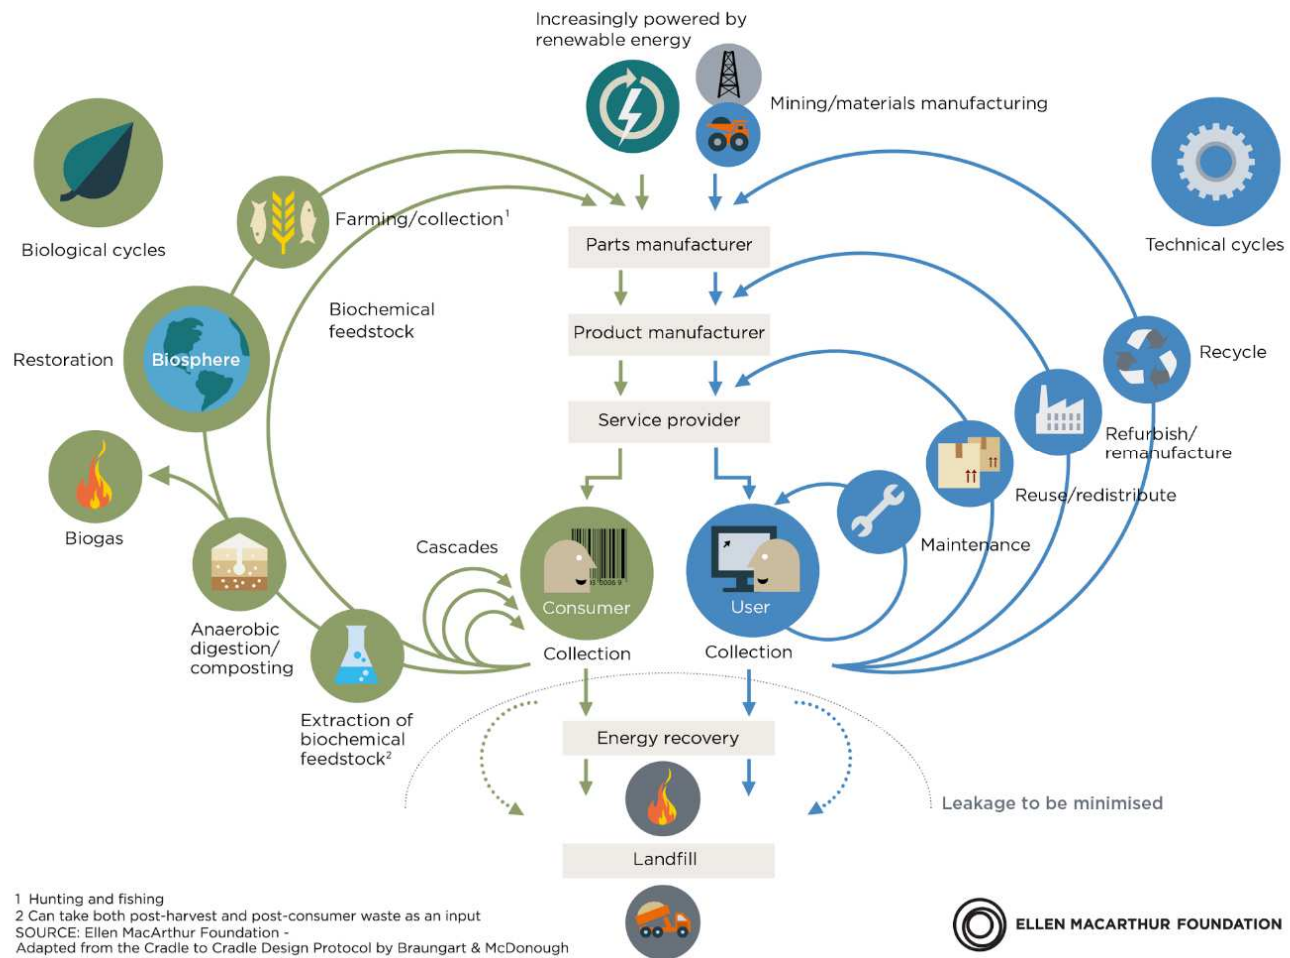 Increasingly powered by
renewable energy
Mining/materials manufacturing
Biological cycles
Technical cycles
Farming/collection¹
Parts manufacturer
Biochemical
feedstock
Product manufacturer
Restoration
Biosphere
Recycle
Service provider
Refurbish/
remanufacture
Reuse/redistribute
Biogas
Cascades
Maintenance
Consumer
User
Anaerobic
digestion/
composting
Collection
Collection
Extraction of
biochemical
feedstock²
Energy recovery
Leakage to be minimised
Landfill
1 Hunting and fishing
2 Can take both post-harvest and post-consumer waste as an input
SOURCE: Ellen MacArthur Foundation -
Adapted from the Cradle to Cradle Design Protocol by Braungart & McDonough
ELLEN MACARTHUR FOUNDATION